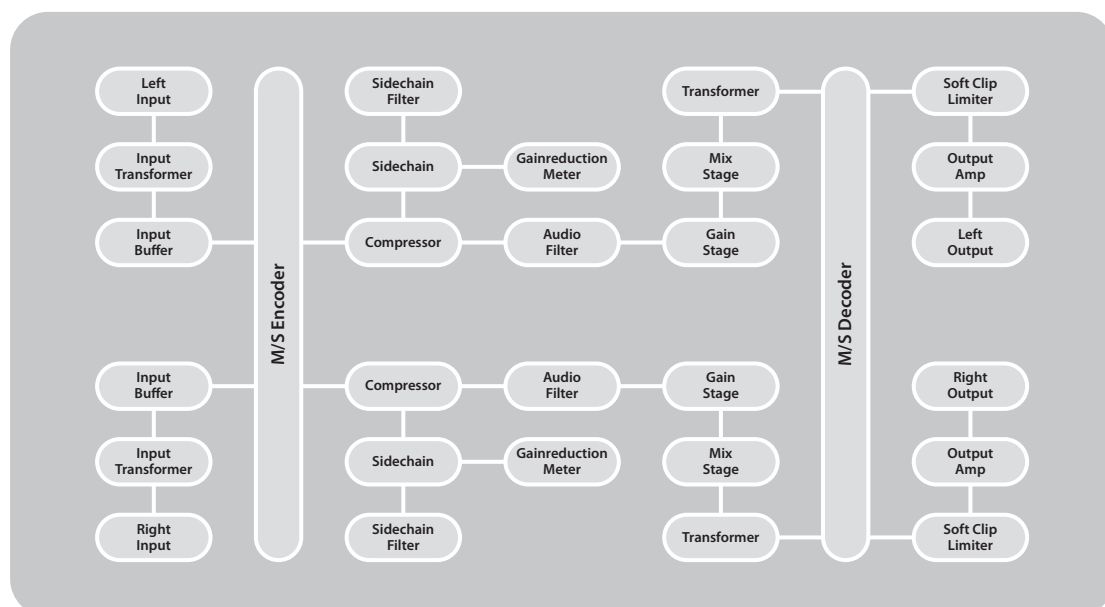 Left
Input
Input
Transformer
Input
Buffer
M/S Encoder
Sidechain
Filter
Sidechain
Gainreduction
Meter
Compressor
Audio
Filter
Transformer
Mix
Stage
Gain
Stage
M/S Decoder
Soft Clip
Limiter
Output
Amp
Left
Output
Input
Buffer
Input
Transformer
Right
Input
Compressor
Audio
Filter
Sidechain
Gainreduction
Meter
Sidechain
Filter
Gain
Stage
Mix
Stage
Transformer
Right
Output
Output
Amp
Soft Clip
Limiter